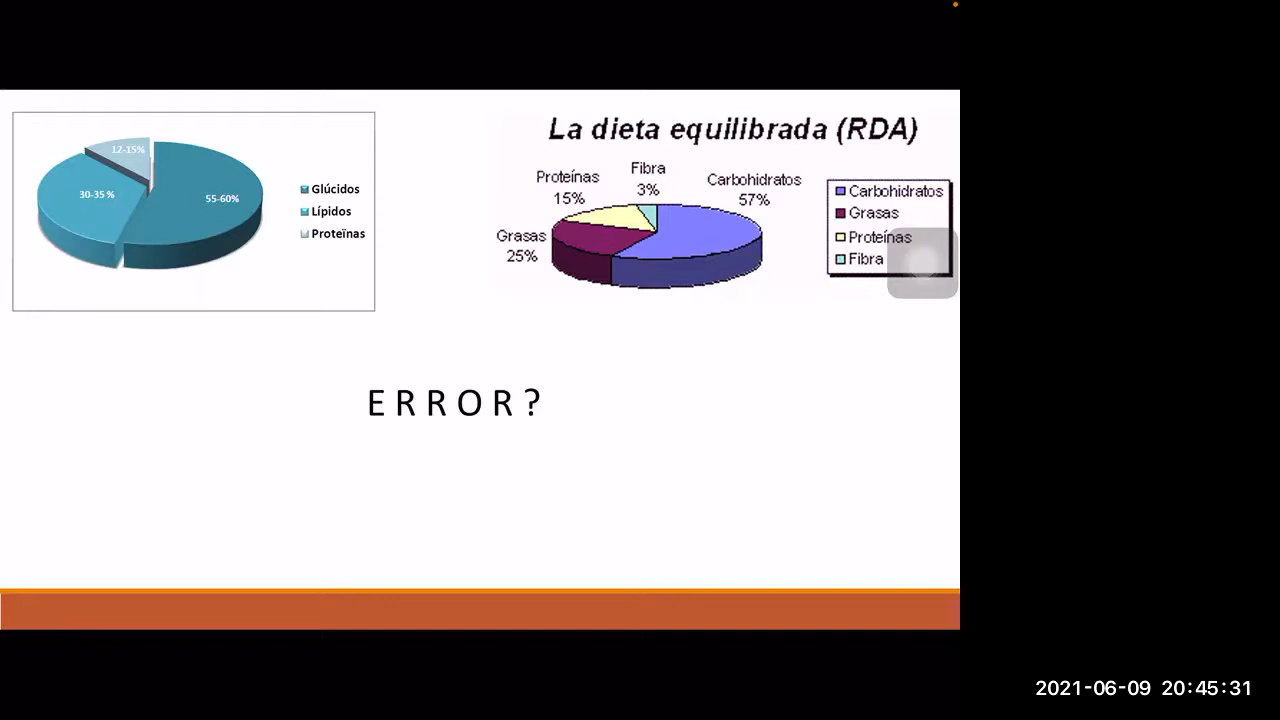 12-15%
30-35 %
55-60%
Glúcidos
Lípidos
Proteïnas
La dieta equilibrada (RDA)
Fibra
3%
Proteínas
15%
Carbohidratos
57%
Grasas
25%
Carbohidratos
Grasas
Proteínas
Fibra
ERROR?
2021-06-09 20:45:31